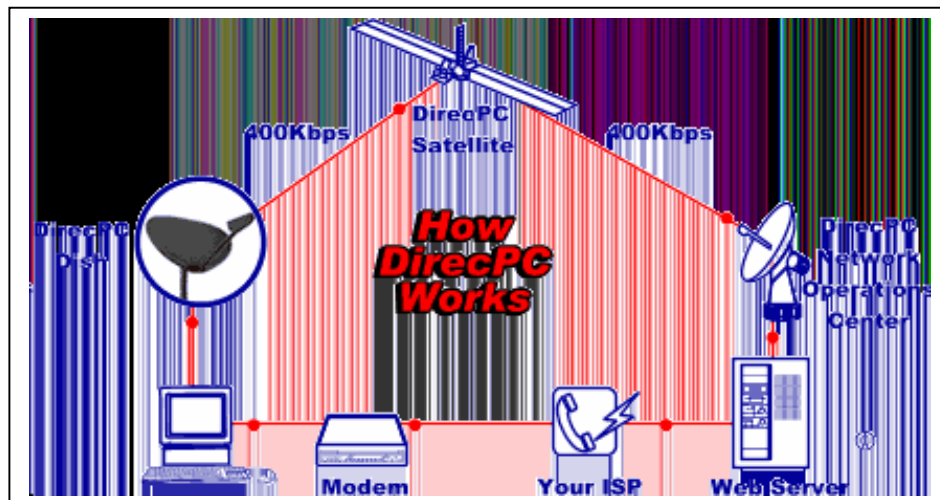 400Kbps
DirecPC
Satellite
400Kbps
DirecPC
Dish
How
DirecPC
Works
DirecPC
Network
Operations
Center
Modem
Your ISP
Web Server